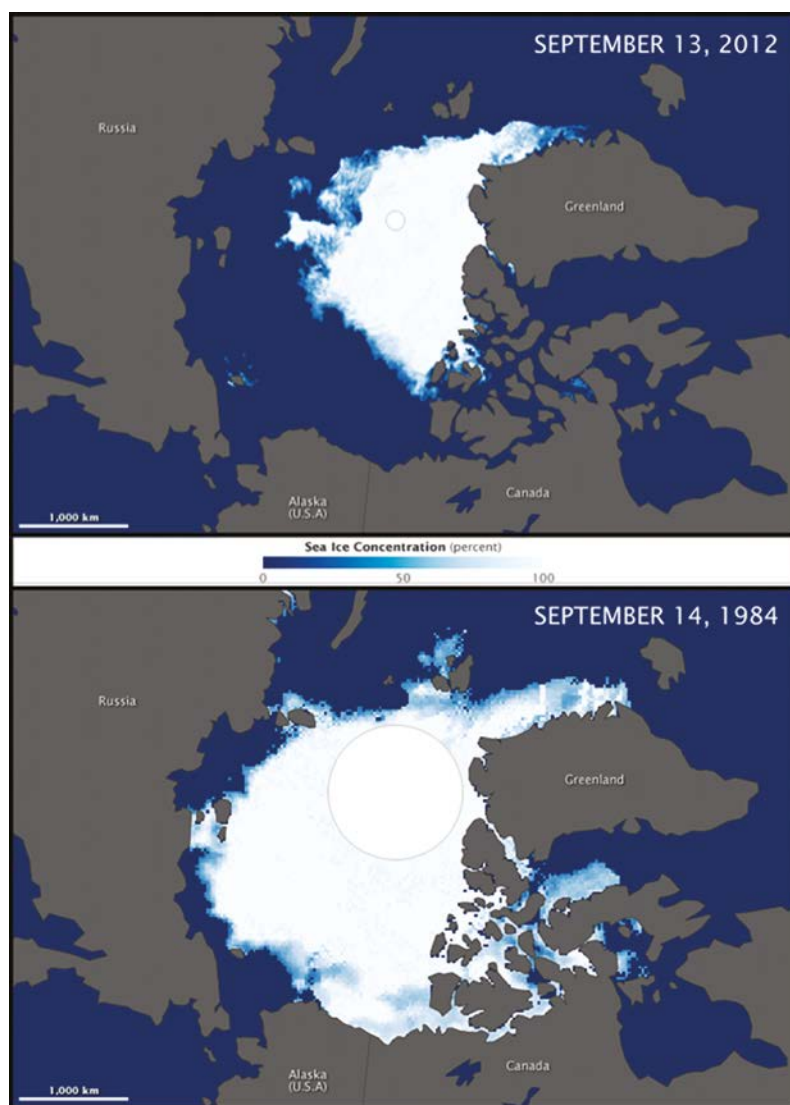 SEPTEMBER 13, 2012
Russia
Greenland
Alaska
(U.S.A)
Canada
1,000 km
Sea Ice Concentration (percent)
0 50 100
SEPTEMBER 14, 1984
Russia
Greenland
Alaska
(U.S.A)
Canada
1,000 km